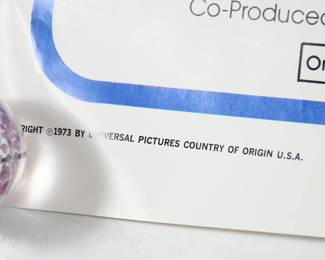 Co-Produced
Or
RIGHT ©1973 BY UNIVERSAL PICTURES COUNTRY OF ORIGIN U.S.A.